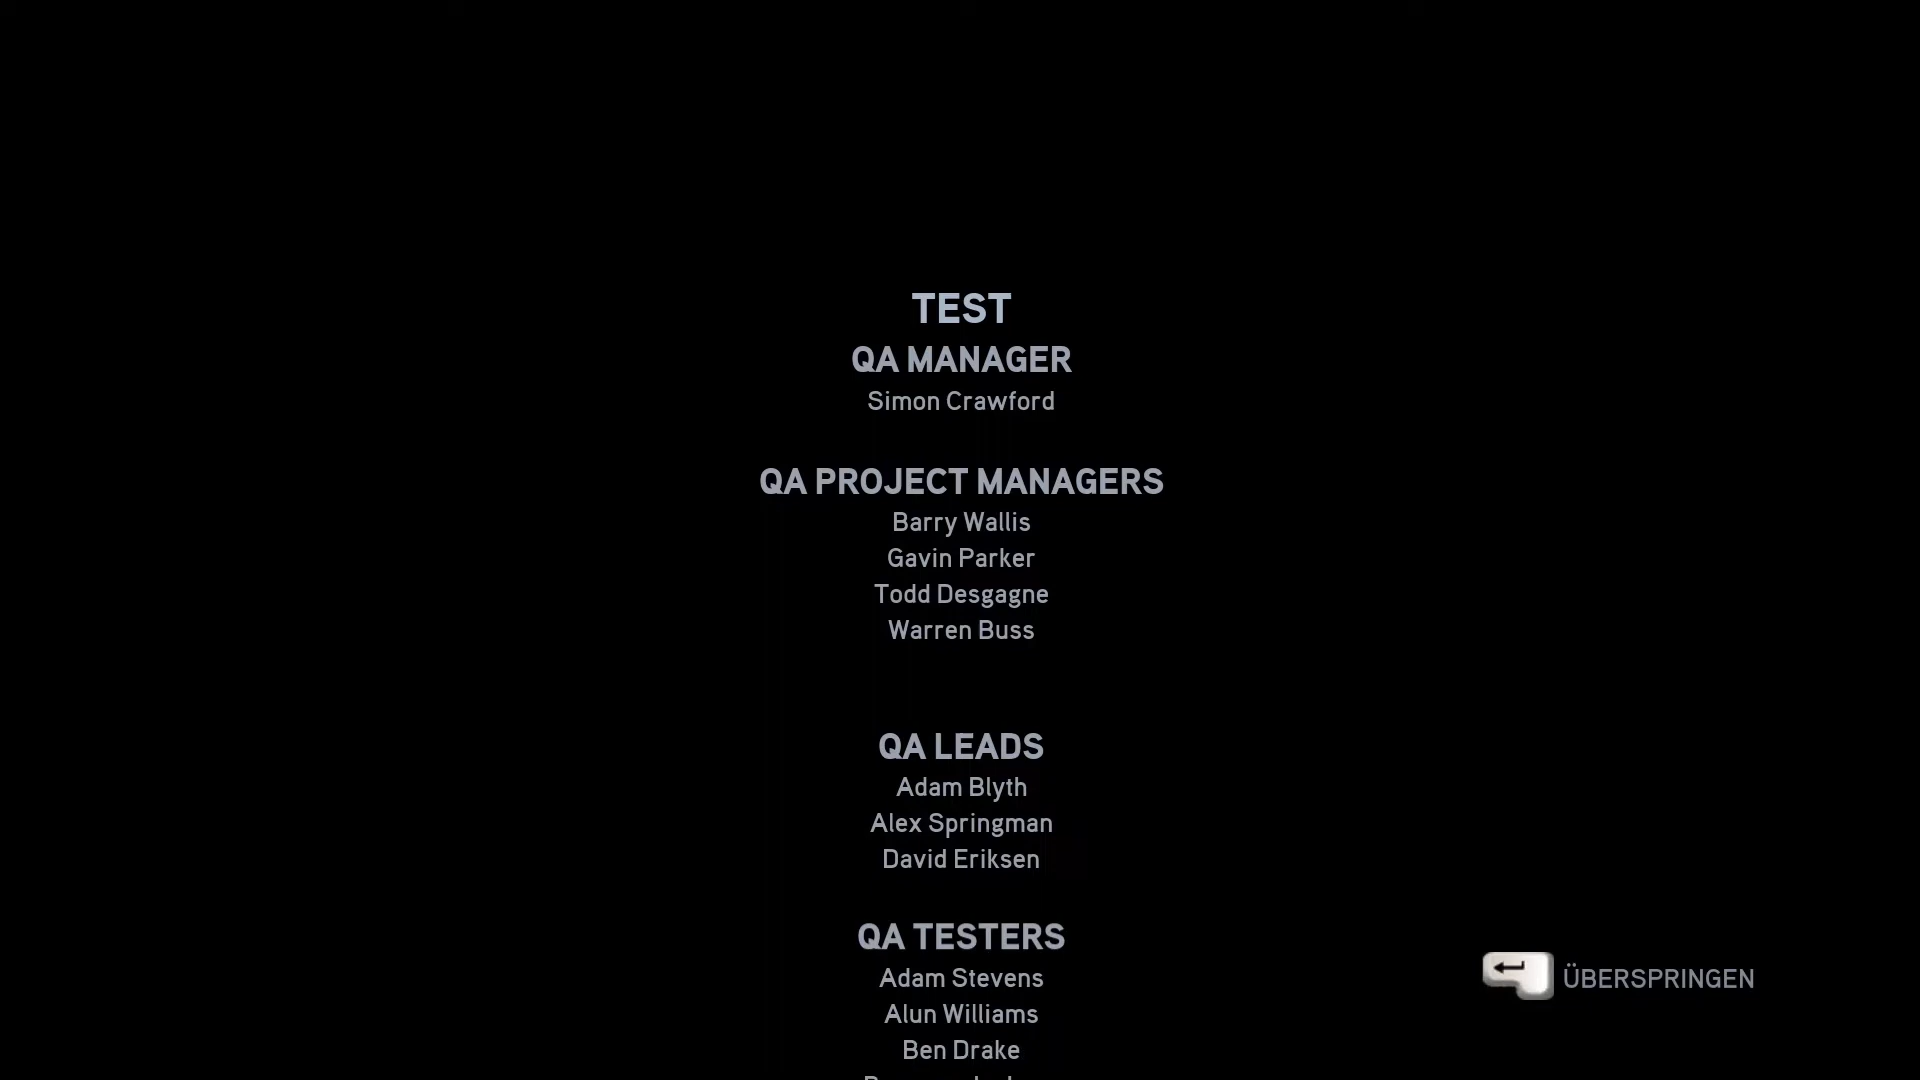 TEST
QA MANAGER
Simon Crawford
QA PROJECT MANAGERS
Barry Wallis
Gavin Parker
Todd Desgagne
Warren Buss
QA LEADS
Adam Blyth
Alex Springman
David Eriksen
QA TESTERS
Adam Stevens
ÜBERSPRINGEN
Alun Williams
Ben Drake